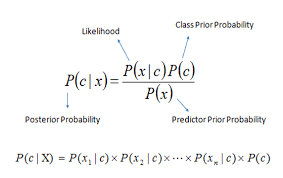 Likelihood
Class Prior Probability
P(c | x) = P(x | c)P(c) / P(x)
Posterior Probability
Predictor Prior Probability
P(c | X) = P(x₁ | c) × P(x₂ | c) × ⋯ × P(xₙ | c) × P(c)